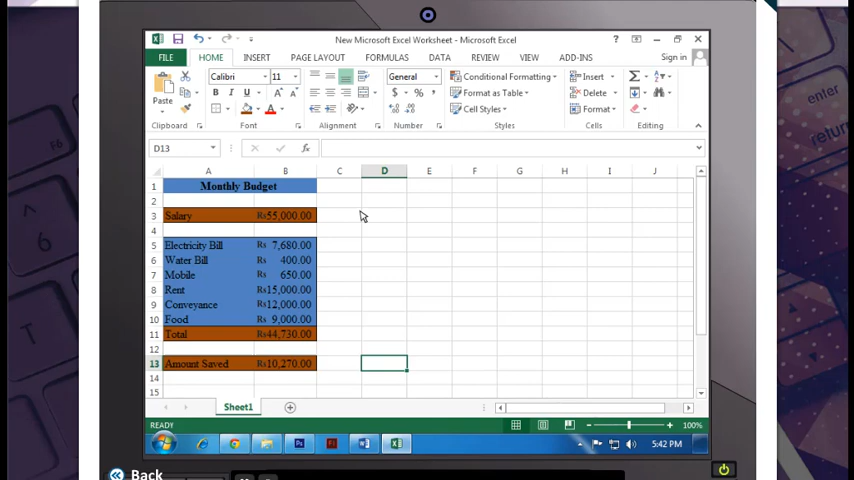 New Microsoft Excel Worksheet - Microsoft Excel
FILE HOME INSERT PAGE LAYOUT FORMULAS DATA REVIEW VIEW ADD-INS Sign in
Calibri 11 General Conditional Formatting Insert
Format as Table Delete
Paste B I U $ % Cell Styles Format
Clipboard Font Alignment Number Styles Cells Editing
D13 fx
A B C D E F G H I J
1 Monthly Budget
2
3 Salary Rs55,000.00
4
5 Electricity Bill Rs 7,680.00
6 Water Bill Rs 400.00
7 Mobile Rs 650.00
8 Rent Rs15,000.00
9 Conveyance Rs12,000.00
10 Food Rs 9,000.00
11 Total Rs44,730.00
12
13 Amount Saved Rs10,270.00
14
15
Sheet1
READY 100%
5:42 PM
Back
enter
return